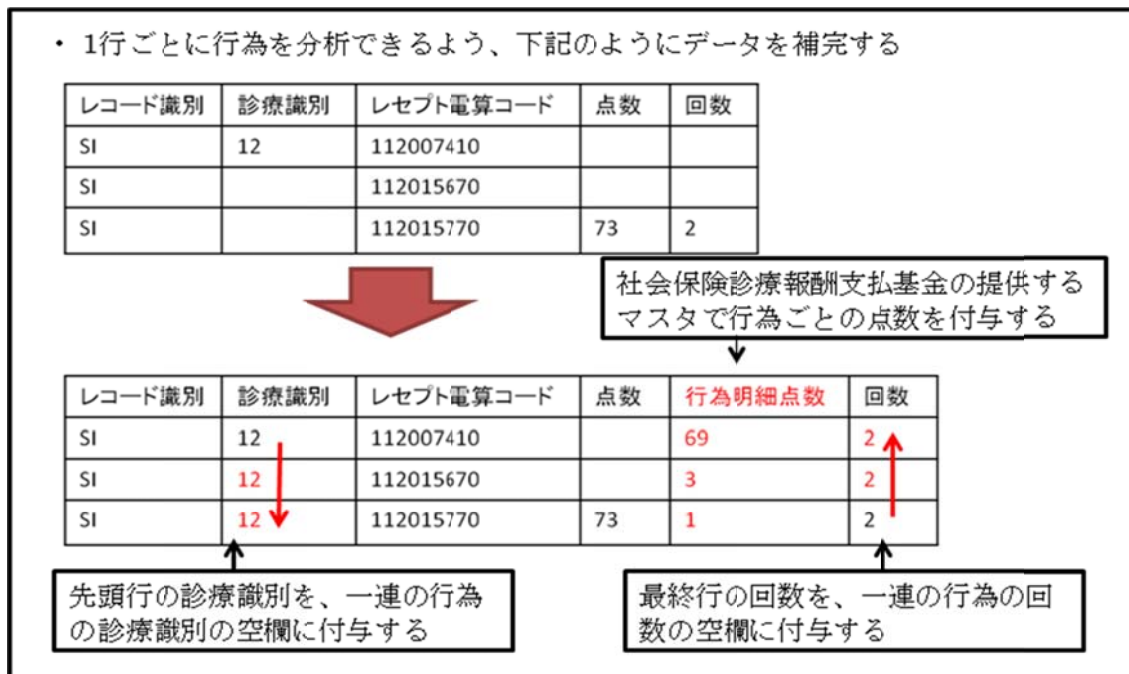 ・ 1行ごとに行為を分析できるよう、下記のようにデータを補完する
レコード識別 診療識別 レセプト電算コード 点数 回数
SI 12 112007410
SI 112015670
SI 112015770 73 2
社会保険診療報酬支払基金の提供する
マスタで行為ごとの点数を付与する
レコード識別 診療識別 レセプト電算コード 点数 行為明細点数 回数
SI 12 112007410 69 2
SI 12 112015670 3 2
SI 12 112015770 73 1 2
先頭行の診療識別を、一連の行為
の診療識別の空欄に付与する
最終行の回数を、一連の行為の回
数の空欄に付与する